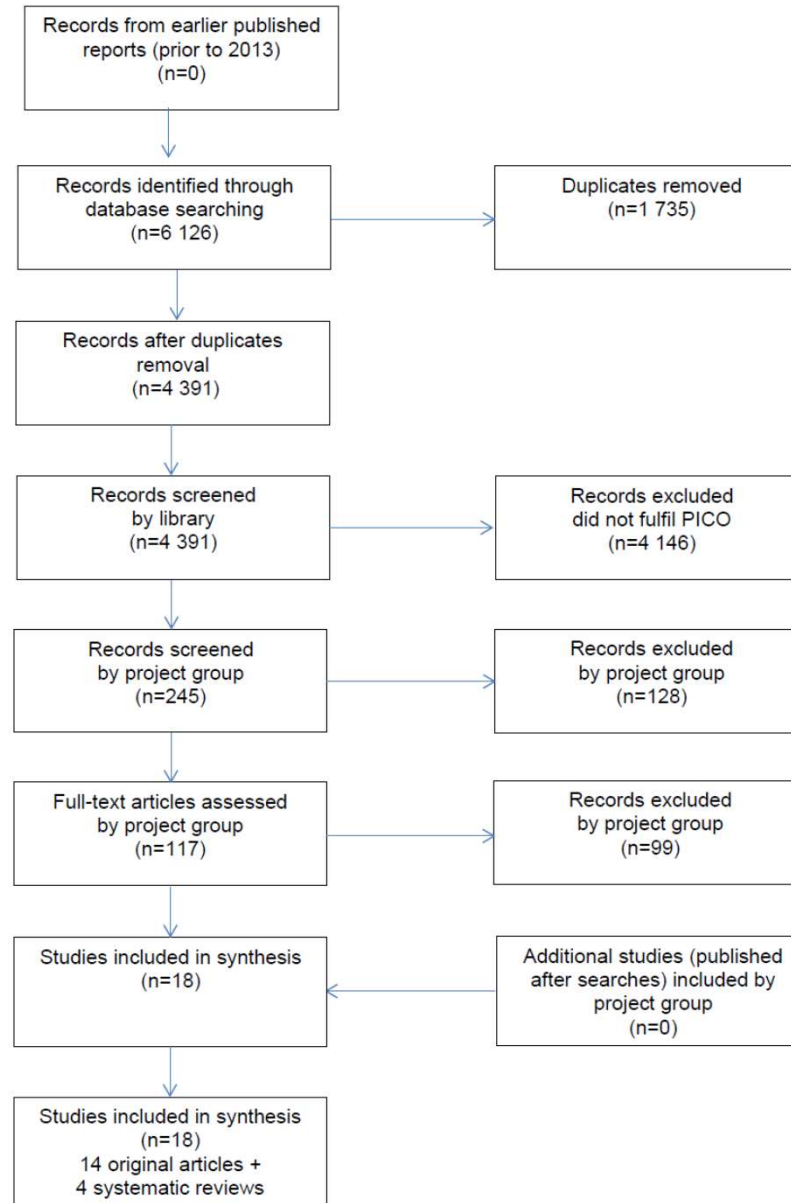 Records from earlier published
reports (prior to 2013)
(n=0)
Records identified through
database searching
(n=6 126)
Duplicates removed
(n=1 735)
Records after duplicates
removal
(n=4 391)
Records screened
by library
(n=4 391)
Records excluded
did not fulfil PICO
(n=4 146)
Records screened
by project group
(n=245)
Records excluded
by project group
(n=128)
Full-text articles assessed
by project group
(n=117)
Records excluded
by project group
(n=99)
Studies included in synthesis
(n=18)
Additional studies (published
after searches) included by
project group
(n=0)
Studies included in synthesis
(n=18)
14 original articles +
4 systematic reviews